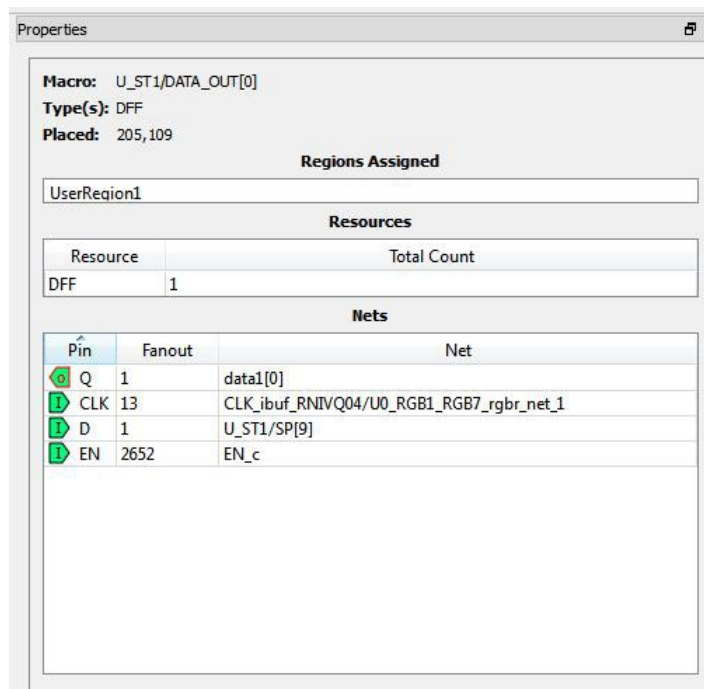 Properties
Macro: U_ST1/DATA_OUT[0]
Type(s): DFF
Placed: 205,109
Regions Assigned
UserRegion1
Resources
Resource Total Count
DFF 1
Nets
Pin Fanout Net
O Q 1 data1[0]
I CLK 13 CLK_ibuf_RNIVQ04/U0_RGB1_RGB7_rgbr_net_1
I D 1 U_ST1/SP[9]
I EN 2652 EN_c